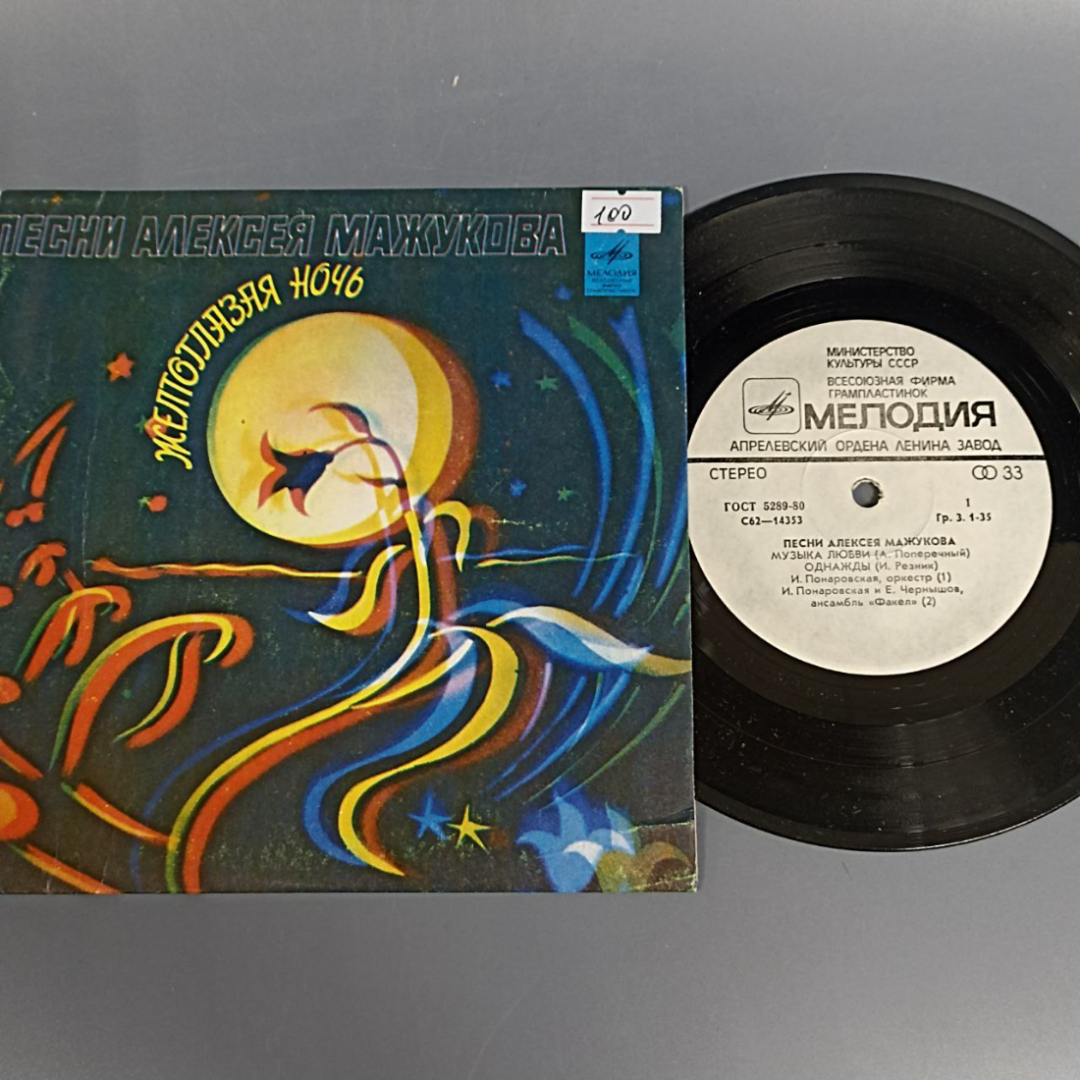 ПЕСНИ АЛЕКСЕЯ МАЖУКОВА
ЖЕЛТОГЛАЗАЯ НОЧЬ
100
МЕЛОДИЯ
МИНИСТЕРСТВО
КУЛЬТУРЫ СССР
ВСЕСОЮЗНАЯ ФИРМА
ГРАМПЛАСТИНОК
МЕЛОДИЯ
АПРЕЛЕВСКИЙ ОРДЕНА ЛЕНИНА ЗАВОД
СТЕРЕО 33
ГОСТ 5289-80 1
С62—14353 Гр. 3. 1-35
ПЕСНИ АЛЕКСЕЯ МАЖУКОВА
МУЗЫКА ЛЮБВИ (А. Поперечный)
ОДНАЖДЫ (И. Резник)
И. Понаровская, оркестр (1)
И. Понаровская и Е. Чернышов,
ансамбль «Факел» (2)